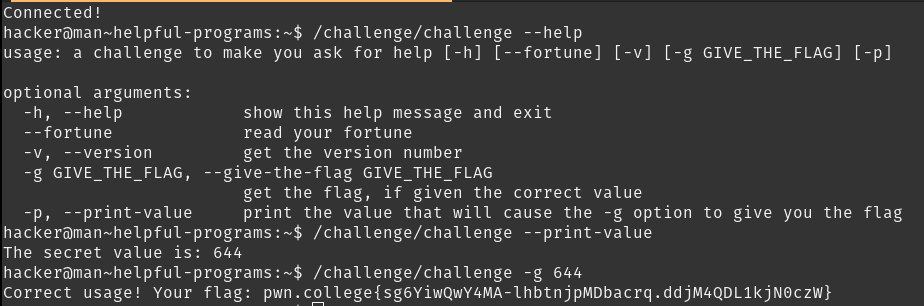 Connected!
hacker@man~helpful-programs:~$ /challenge/challenge --help
usage: a challenge to make you ask for help [-h] [--fortune] [-v] [-g GIVE_THE_FLAG] [-p]
optional arguments:
-h, --help show this help message and exit
--fortune read your fortune
-v, --version get the version number
-g GIVE_THE_FLAG, --give-the-flag GIVE_THE_FLAG
get the flag, if given the correct value
-p, --print-value print the value that will cause the -g option to give you the flag
hacker@man~helpful-programs:~$ /challenge/challenge --print-value
The secret value is: 644
hacker@man~helpful-programs:~$ /challenge/challenge -g 644
Correct usage! Your flag: pwn.college{sg6YiwQwY4MA-lhbtnjpMDbacrq.ddjM4QDL1kjN0czW}